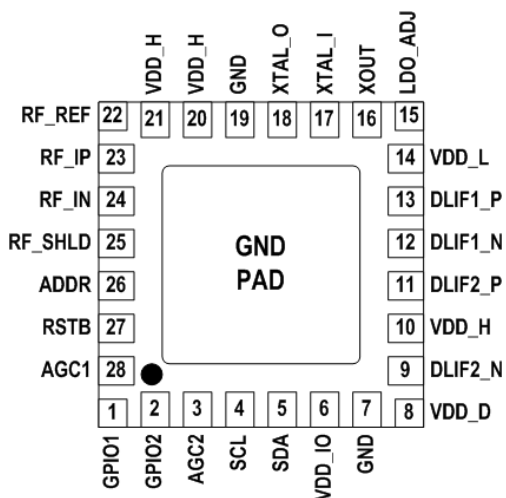 VDD_H
VDD_H
GND
XTAL_O
XTAL_I
XOUT
LDO_ADJ
RF_REF 22 21 20 19 18 17 16 15
RF_IP 23 14 VDD_L
RF_IN 24 13 DLIF1_P
RF_SHLD 25 12 DLIF1_N
GND
PAD
ADDR 26 11 DLIF2_P
RSTB 27 10 VDD_H
AGC1 28 9 DLIF2_N
1 2 3 4 5 6 7 8 VDD_D
GPIO1
GPIO2
AGC2
SCL
SDA
VDD_IO
GND